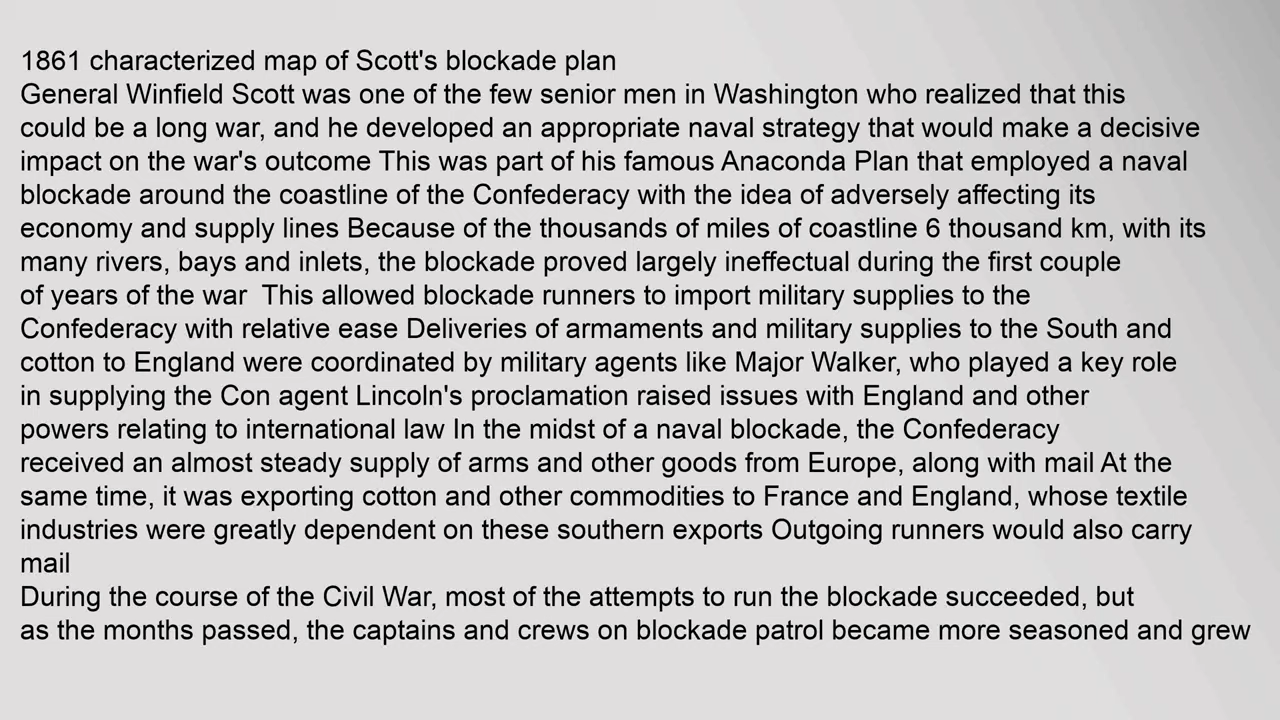 1861 characterized map of Scott's blockade plan
General Winfield Scott was one of the few senior men in Washington who realized that this
could be a long war, and he developed an appropriate naval strategy that would make a decisive
impact on the war's outcome This was part of his famous Anaconda Plan that employed a naval
blockade around the coastline of the Confederacy with the idea of adversely affecting its
economy and supply lines Because of the thousands of miles of coastline 6 thousand km, with its
many rivers, bays and inlets, the blockade proved largely ineffectual during the first couple
of years of the war  This allowed blockade runners to import military supplies to the
Confederacy with relative ease Deliveries of armaments and military supplies to the South and
cotton to England were coordinated by military agents like Major Walker, who played a key role
in supplying the Con agent Lincoln's proclamation raised issues with England and other
powers relating to international law In the midst of a naval blockade, the Confederacy
received an almost steady supply of arms and other goods from Europe, along with mail At the
same time, it was exporting cotton and other commodities to France and England, whose textile
industries were greatly dependent on these southern exports Outgoing runners would also carry
mail
During the course of the Civil War, most of the attempts to run the blockade succeeded, but
as the months passed, the captains and crews on blockade patrol became more seasoned and grew